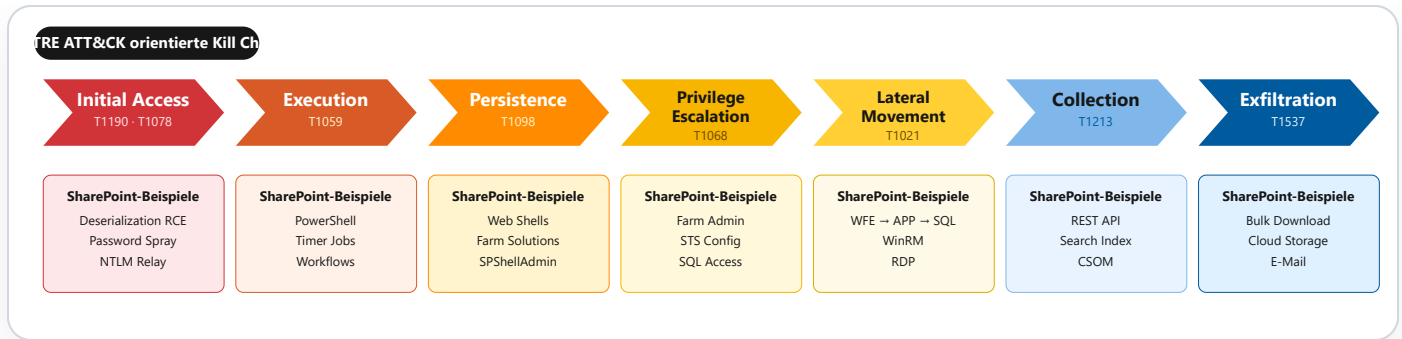 TRE ATT&CK orientierte Kill Ch
Initial Access
T1190 · T1078
Execution
T1059
Persistence
T1098
Privilege
Escalation
T1068
Lateral
Movement
T1021
Collection
T1213
Exfiltration
T1537
SharePoint-Beispiele
Deserialization RCE
Password Spray
NTLM Relay
SharePoint-Beispiele
PowerShell
Timer Jobs
Workflows
SharePoint-Beispiele
Web Shells
Farm Solutions
SPShellAdmin
SharePoint-Beispiele
Farm Admin
STS Config
SQL Access
SharePoint-Beispiele
WFE → APP → SQL
WinRM
RDP
SharePoint-Beispiele
REST API
Search Index
CSOM
SharePoint-Beispiele
Bulk Download
Cloud Storage
E-Mail